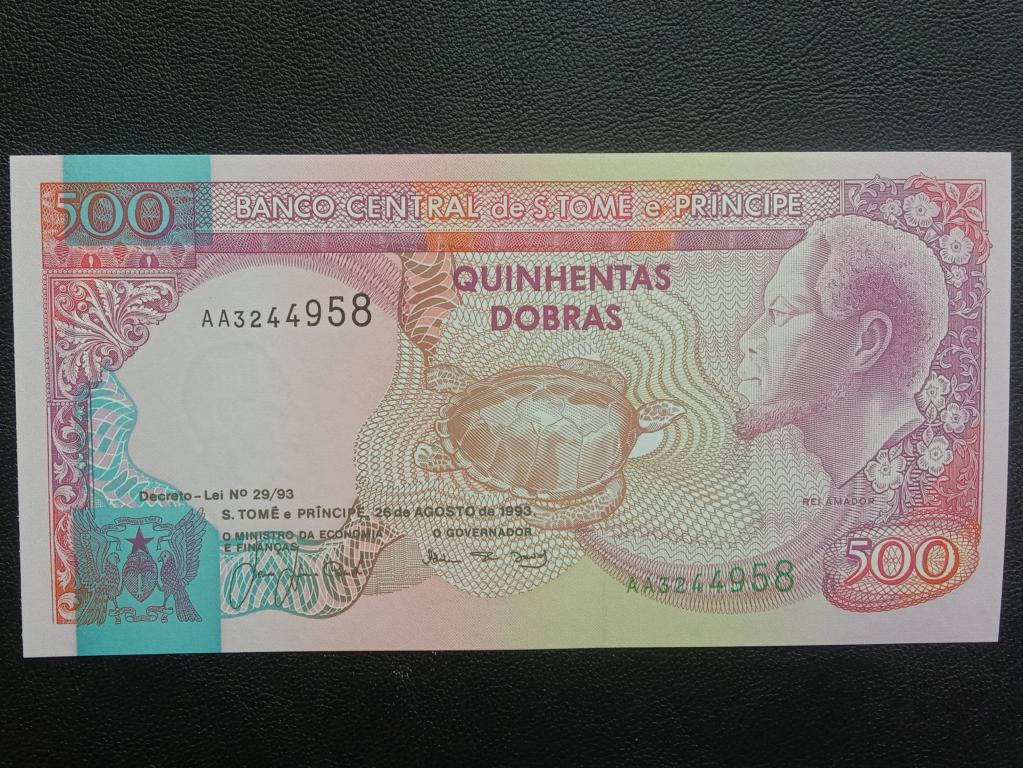 500
BANCO CENTRAL de S.TOMÉ e PRÍNCIPE
QUINHENTAS
DOBRAS
AA3244958
Decreto-Lei Nº 29/93
S. TOMÉ e PRÍNCIPE, 26 de AGOSTO de 1993.
O MINISTRO DA ECONOMIA
E FINANÇAS
O GOVERNADOR
REI AMADOR
AA3244958
500